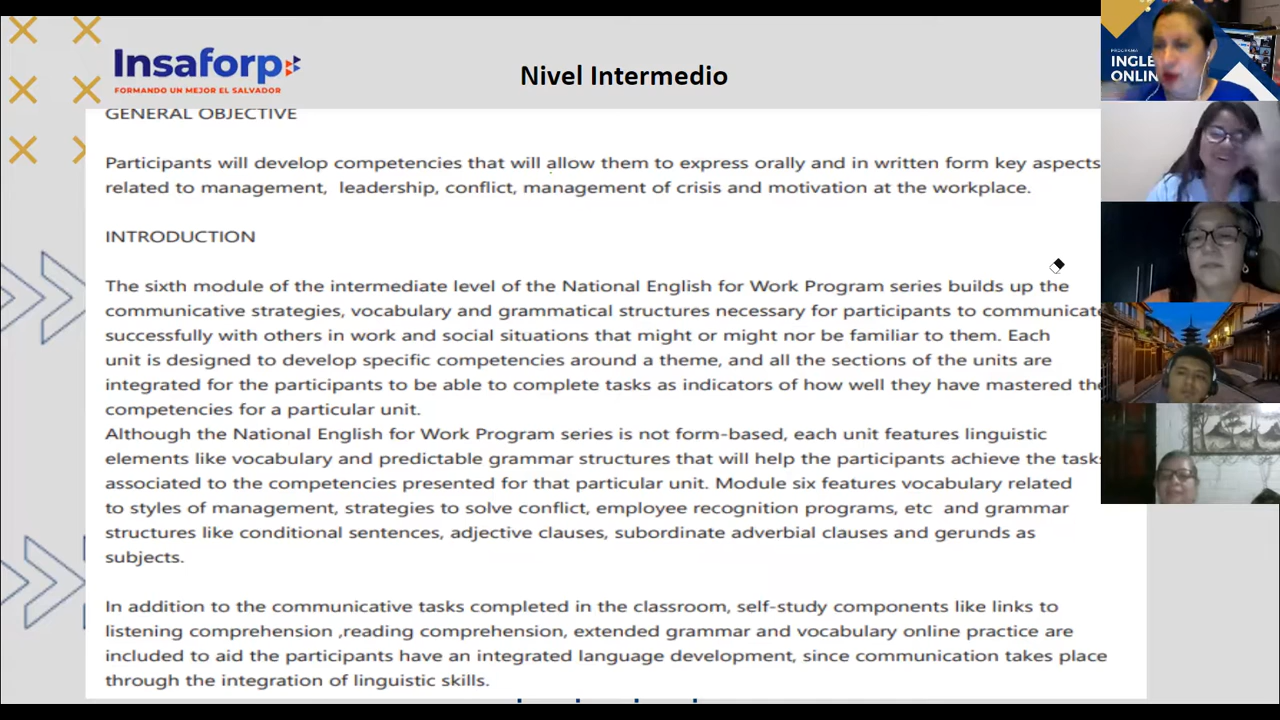 Insaforp
FORMANDO UN MEJOR EL SALVADOR
Nivel Intermedio
PROGRAMA
INGLÉ
ONLIN
GENERAL OBJECTIVE
Participants will develop competencies that will allow them to express orally and in written form key aspects
related to management, leadership, conflict, management of crisis and motivation at the workplace.
INTRODUCTION
The sixth module of the intermediate level of the National English for Work Program series builds up the
communicative strategies, vocabulary and grammatical structures necessary for participants to communicate
successfully with others in work and social situations that might or might nor be familiar to them. Each
unit is designed to develop specific competencies around a theme, and all the sections of the units are
integrated for the participants to be able to complete tasks as indicators of how well they have mastered the
competencies for a particular unit.
Although the National English for Work Program series is not form-based, each unit features linguistic
elements like vocabulary and predictable grammar structures that will help the participants achieve the tasks
associated to the competencies presented for that particular unit. Module six features vocabulary related
to styles of management, strategies to solve conflict, employee recognition programs, etc and grammar
structures like conditional sentences, adjective clauses, subordinate adverbial clauses and gerunds as
subjects.
In addition to the communicative tasks completed in the classroom, self-study components like links to
listening comprehension ,reading comprehension, extended grammar and vocabulary online practice are
included to aid the participants have an integrated language development, since communication takes place
through the integration of linguistic skills.